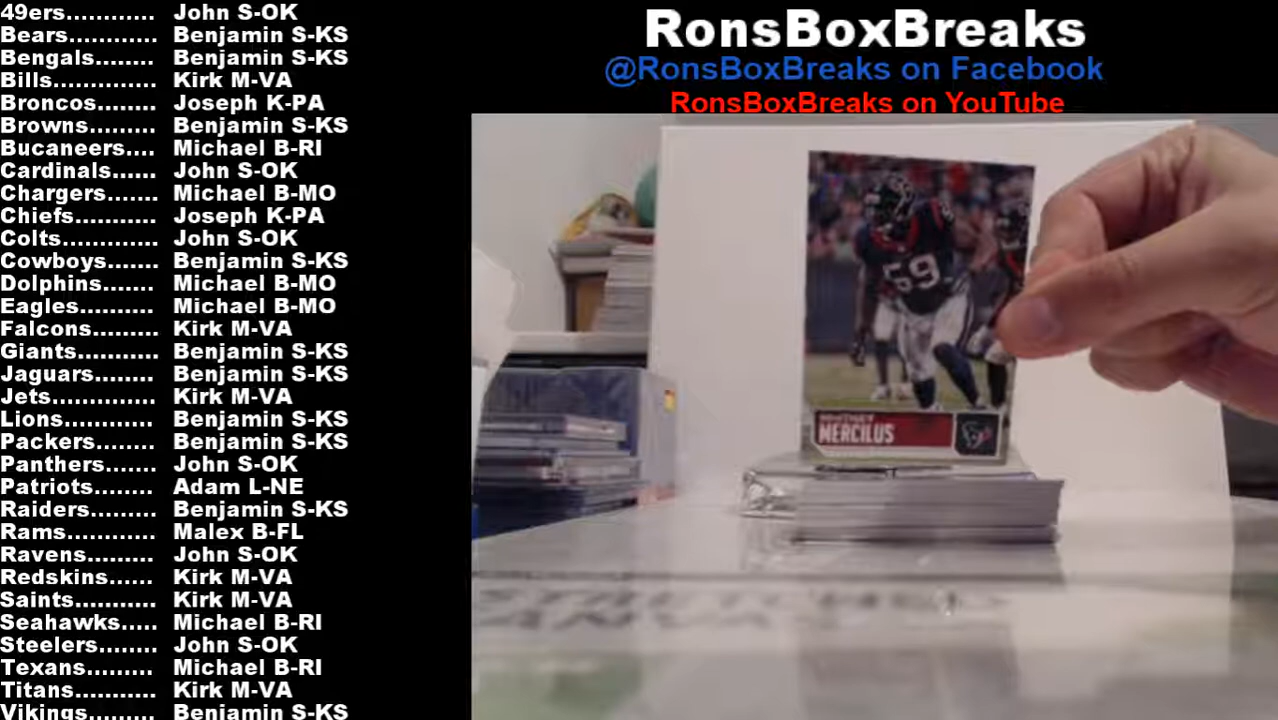 49ers............ John S-OK
Bears............ Benjamin S-KS
Bengals........ Benjamin S-KS
Bills............. Kirk M-VA
Broncos........ Joseph K-PA
Browns......... Benjamin S-KS
Bucaneers.... Michael B-RI
Cardinals...... John S-OK
Chargers....... Michael B-MO
Chiefs........... Joseph K-PA
Colts............. John S-OK
Cowboys....... Benjamin S-KS
Dolphins....... Michael B-MO
Eagles.......... Michael B-MO
Falcons......... Kirk M-VA
Giants........... Benjamin S-KS
Jaguars........ Benjamin S-KS
Jets.............. Kirk M-VA
Lions............ Benjamin S-KS
Packers........ Benjamin S-KS
Panthers....... John S-OK
Patriots........ Adam L-NE
Raiders......... Benjamin S-KS
Rams............ Malex B-FL
Ravens......... John S-OK
Redskins...... Kirk M-VA
Saints........... Kirk M-VA
Seahawks..... Michael B-RI
Steelers........ John S-OK
Texans......... Michael B-RI
Titans........... Kirk M-VA
Vikings......... Benjamin S-KS
RonsBoxBreaks
@RonsBoxBreaks on Facebook
RonsBoxBreaks on YouTube
59
WHITNEY
MERCILUS